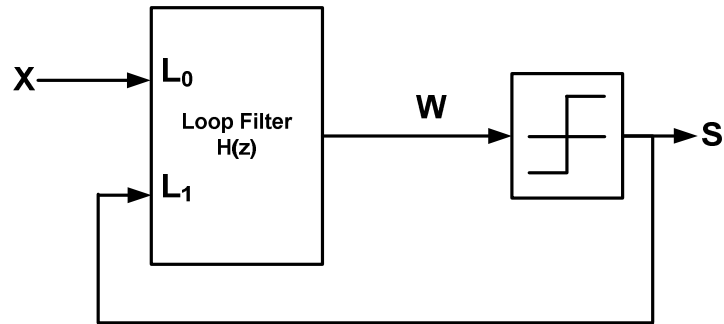 X
L₀
Loop Filter
H(z)
L₁
W
S